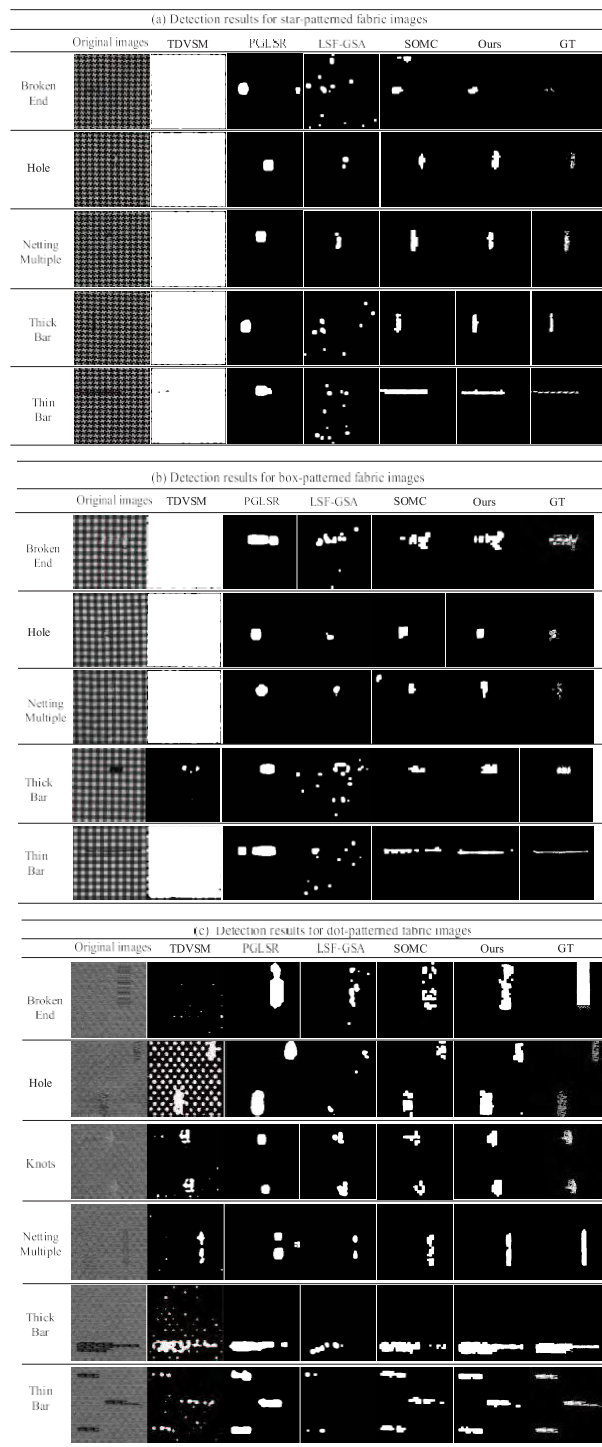 (a) Detection results for star-patterned fabric images
Original images TDVSM PGLSR LSF-GSA SOMC Ours GT
Broken
End
Hole
Netting
Multiple
Thick
Bar
Thin
Bar
(b) Detection results for box-patterned fabric images
Original images TDVSM PGLSR LSF-GSA SOMC Ours GT
Broken
End
Hole
Netting
Multiple
Thick
Bar
Thin
Bar
(c) Detection results for dot-patterned fabric images
Original images TDVSM PGLSR LSF-GSA SOMC Ours GT
Broken
End
Hole
Knots
Netting
Multiple
Thick
Bar
Thin
Bar